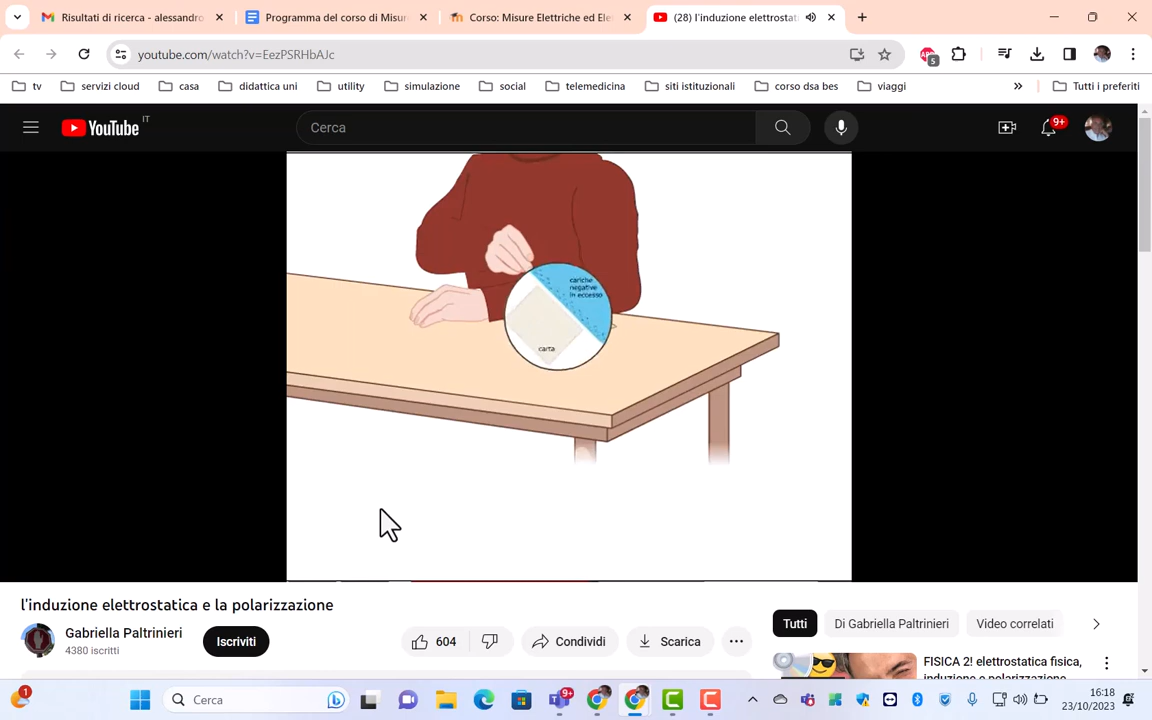 Risultati di ricerca - alessandro
Programma del corso di Misure
Corso: Misure Elettriche ed Ele
(28) l'induzione elettrostat
youtube.com/watch?v=EezPSRHbAJc
5
tv
servizi cloud
casa
didattica uni
utility
simulazione
social
telemedicina
siti istituzionali
corso dsa bes
viaggi
»
Tutti i preferiti
YouTube IT
Cerca
9+
cariche
negative
in eccesso
carta
l'induzione elettrostatica e la polarizzazione
Gabriella Paltrinieri
4380 iscritti
Iscriviti
604
Condividi
Scarica
Tutti
Di Gabriella Paltrinieri
Video correlati
FISICA 2! elettrostatica fisica,
induzione e polarizzazione
1
Cerca
9+
16:18
23/10/2023